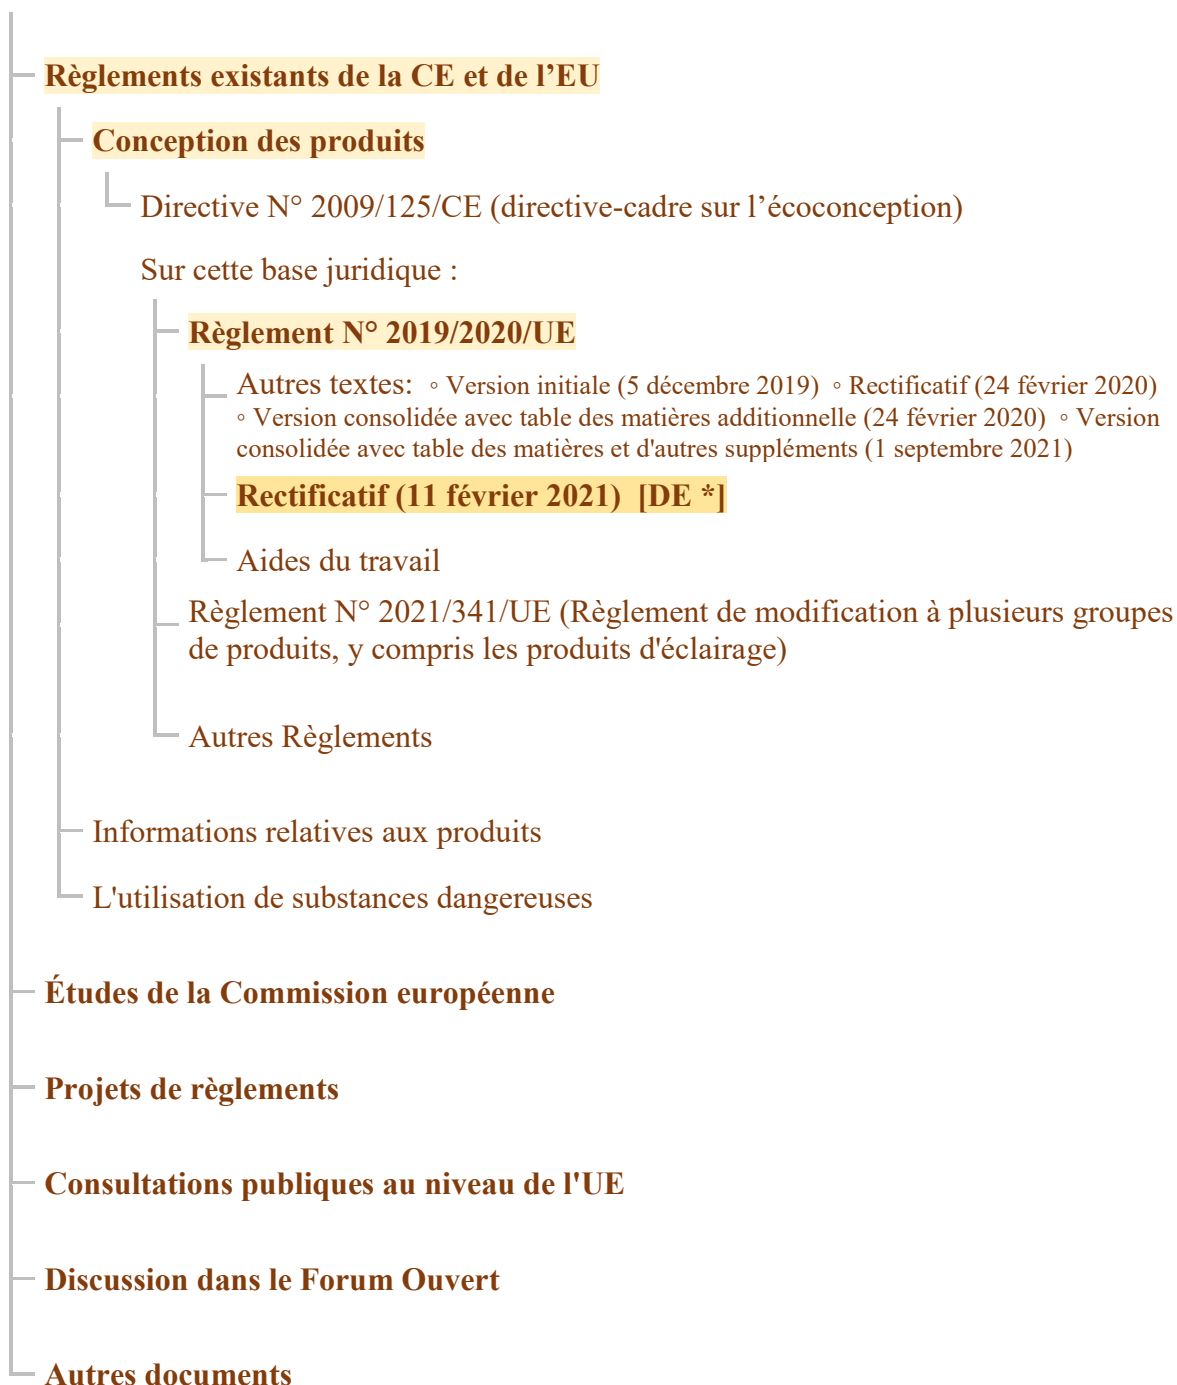 Règlements existants de la CE et de l’EU
Conception des produits
Directive N° 2009/125/CE (directive-cadre sur l’écoconception)
Sur cette base juridique :
Règlement N° 2019/2020/UE
Autres textes: ◦ Version initiale (5 décembre 2019) ◦ Rectificatif (24 février 2020)
◦ Version consolidée avec table des matières additionnelle (24 février 2020) ◦ Version
consolidée avec table des matières et d'autres suppléments (1 septembre 2021)
Rectificatif (11 février 2021) [DE *]
Aides du travail
Règlement N° 2021/341/UE (Règlement de modification à plusieurs groupes
de produits, y compris les produits d'éclairage)
Autres Règlements
Informations relatives aux produits
L'utilisation de substances dangereuses
Études de la Commission européenne
Projets de règlements
Consultations publiques au niveau de l'UE
Discussion dans le Forum Ouvert
Autres documents